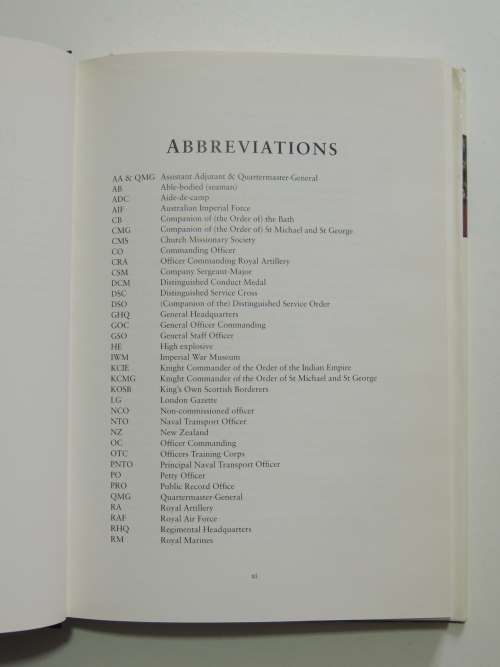 ABBREVIATIONS
AA & QMG Assistant Adjutant & Quartermaster-General
AB Able-bodied (seaman)
ADC Aide-de-camp
AIF Australian Imperial Force
CB Companion of (the Order of) the Bath
CMG Companion of (the Order of) St Michael and St George
CMS Church Missionary Society
CO Commanding Officer
CRA Officer Commanding Royal Artillery
CSM Company Sergeant-Major
DCM Distinguished Conduct Medal
DSC Distinguished Service Cross
DSO (Companion of the) Distinguished Service Order
GHQ General Headquarters
GOC General Officer Commanding
GSO General Staff Officer
HE High explosive
IWM Imperial War Museum
KCIE Knight Commander of the Order of the Indian Empire
KCMG Knight Commander of the Order of St Michael and St George
KOSB King's Own Scottish Borderers
LG London Gazette
NCO Non-commissioned officer
NTO Naval Transport Officer
NZ New Zealand
OC Officer Commanding
OTC Officers Training Corps
PNTO Principal Naval Transport Officer
PO Petty Officer
PRO Public Record Office
QMG Quartermaster-General
RA Royal Artillery
RAF Royal Air Force
RHQ Regimental Headquarters
RM Royal Marines
xi